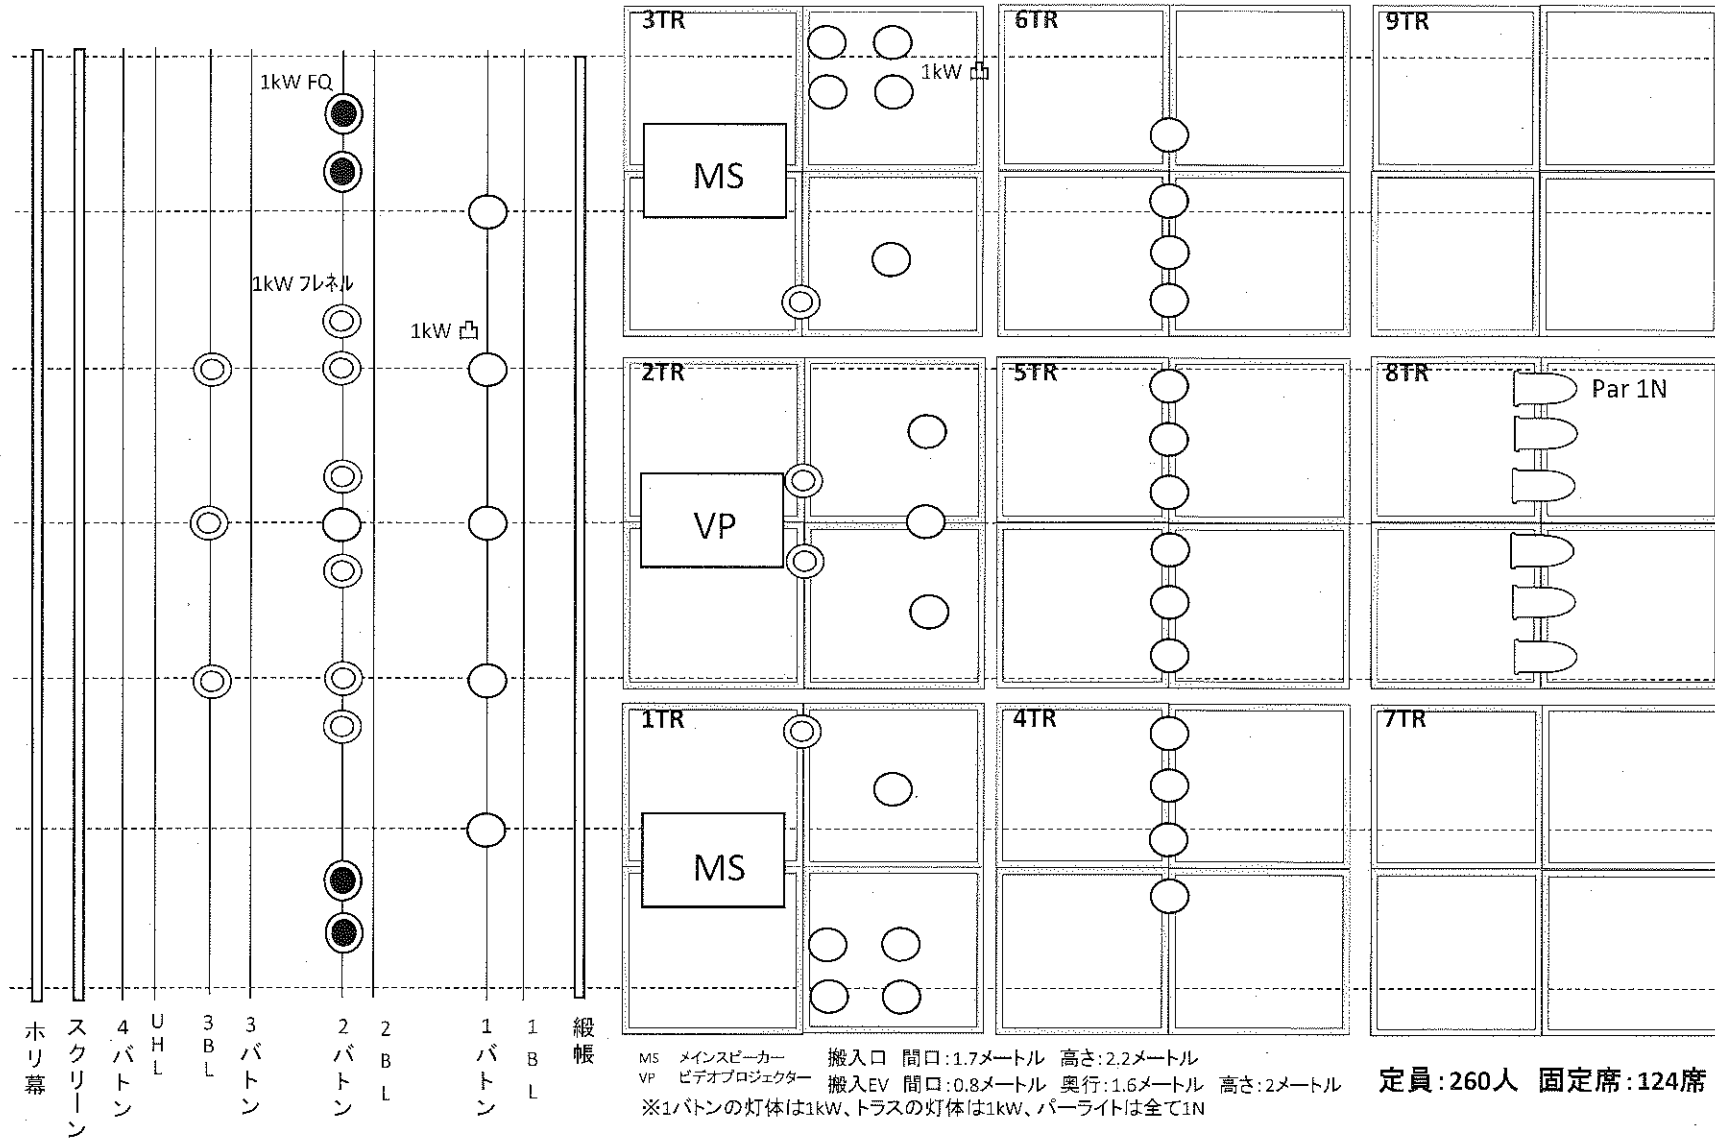 3TR
6TR
9TR
1kW FQ
1kW 凸
MS
1kW フレネル
1kW 凸
2TR
5TR
8TR
Par 1N
VP
1TR
4TR
7TR
MS
ホリ幕
スクリーン
4バトン
UHL
3BL
3バトン
2バトン
2BL
1バトン
1BL
緞帳
MS メインスピーカー 搬入口 間口:1.7メートル 高さ:2.2メートル
VP ビデオプロジェクター 搬入EV 間口:0.8メートル 奥行:1.6メートル 高さ:2メートル
定員:260人 固定席:124席
※1バトンの灯体は1kW、トラスの灯体は1kW、パーライトは全て1N